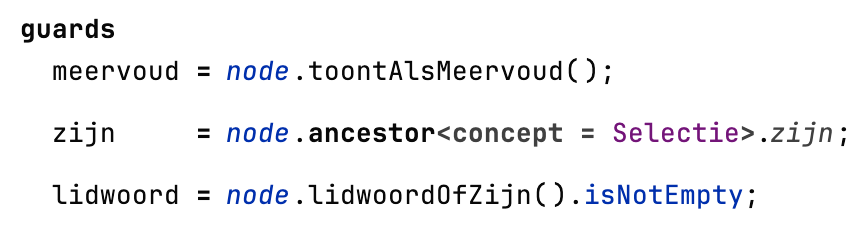 guards
meervoud = node.toontAlsMeervoud();
zijn = node.ancestor<concept = Selectie>.zijn;
lidwoord = node.lidwoordOfZijn().isNotEmpty;